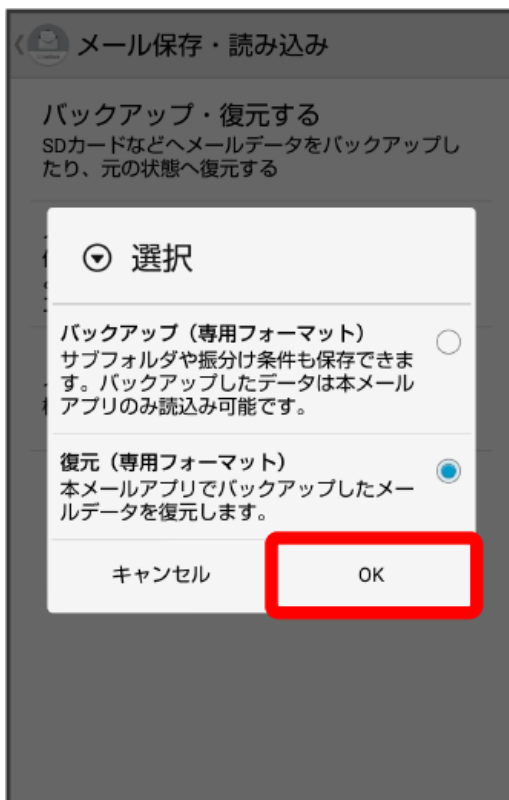 メール保存・読み込み
バックアップ・復元する
SDカードなどへメールデータをバックアップし
たり、元の状態へ復元する
選択
バックアップ（専用フォーマット）
サブフォルダや振分け条件も保存できま
す。バックアップしたデータは本メール
アプリのみ読込み可能です。
復元（専用フォーマット）
本メールアプリでバックアップしたメー
ルデータを復元します。
キャンセル
OK